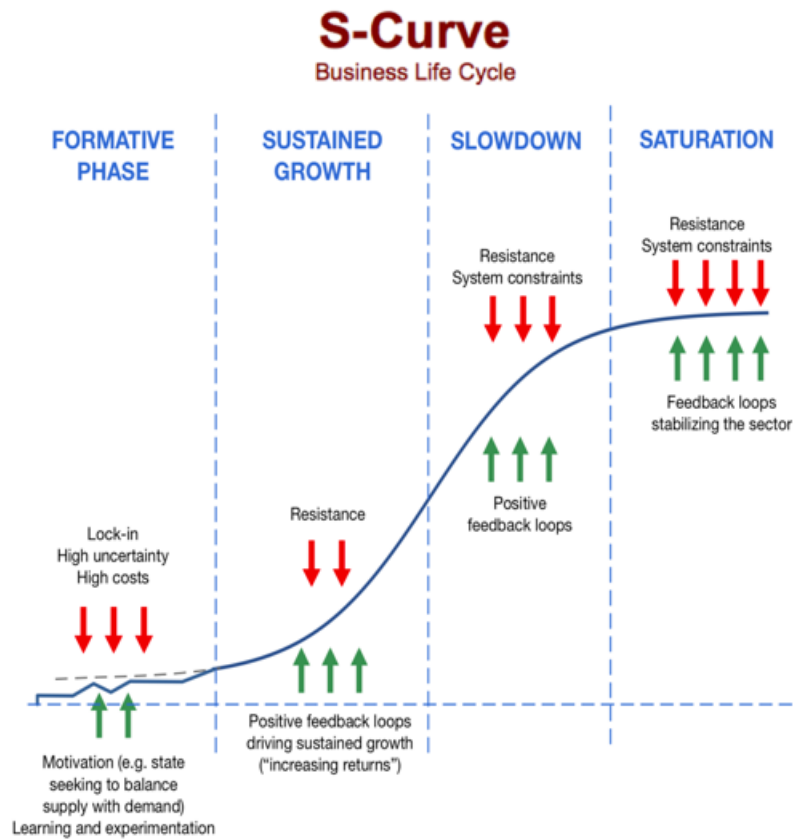 S-Curve
Business Life Cycle
FORMATIVE
PHASE
SUSTAINED
GROWTH
SLOWDOWN
SATURATION
Lock-in
High uncertainty
High costs
Motivation (e.g. state
seeking to balance
supply with demand)
Learning and experimentation
Resistance
Positive feedback loops
driving sustained growth
(“increasing returns”)
Resistance
System constraints
Positive
feedback loops
Resistance
System constraints
Feedback loops
stabilizing the sector